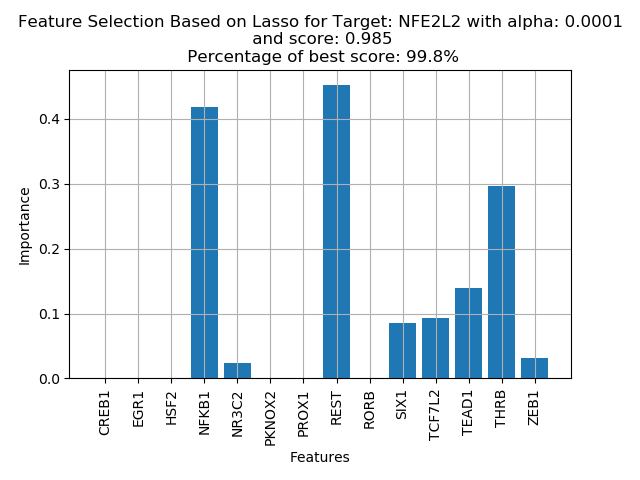 Feature Selection Based on Lasso for Target: NFE2L2 with alpha: 0.0001
and score: 0.985
Percentage of best score: 99.8%
Importance
0.4
0.3
0.2
0.1
0.0
CREB1
EGR1
HSF2
NFKB1
NR3C2
PKNOX2
PROX1
REST
RORB
SIX1
TCF7L2
TEAD1
THRB
ZEB1
Features